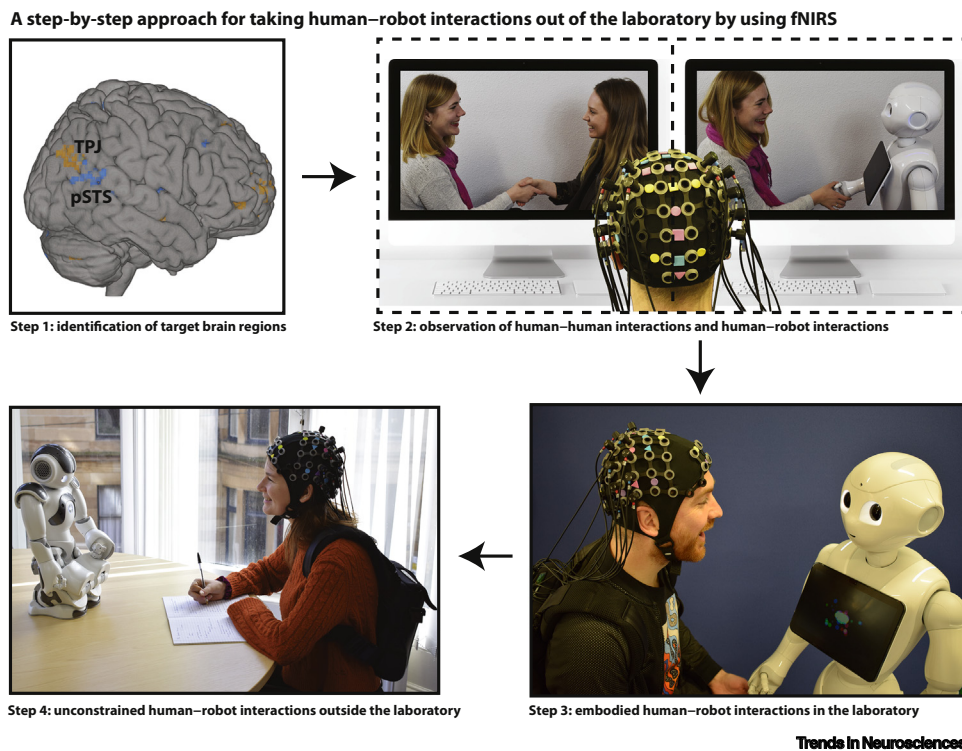 A step-by-step approach for taking human–robot interactions out of the laboratory by using fNIRS
TPJ
pSTS
Step 1: identification of target brain regions
Step 2: observation of human–human interactions and human–robot interactions
Step 4: unconstrained human–robot interactions outside the laboratory
Step 3: embodied human–robot interactions in the laboratory
Trends in Neurosciences